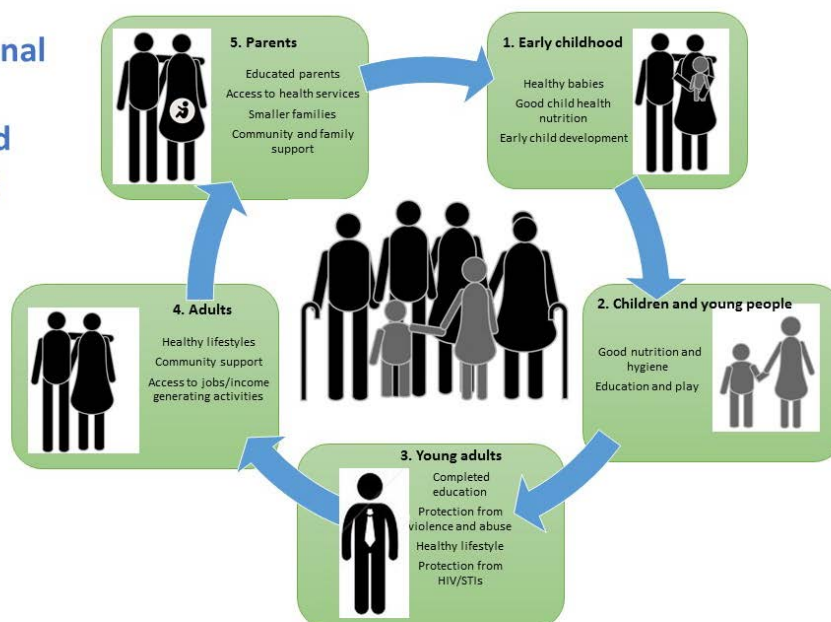 nal
d
5. Parents
Educated parents
Access to health services
Smaller families
Community and family
support
1. Early childhood
Healthy babies
Good child health
nutrition
Early child development
2. Children and young people
Good nutrition and
hygiene
Education and play
3. Young adults
Completed
education
Protection from
violence and abuse
Healthy lifestyle
Protection from
HIV/STIs
4. Adults
Healthy lifestyles
Community support
Access to jobs/income
generating activities